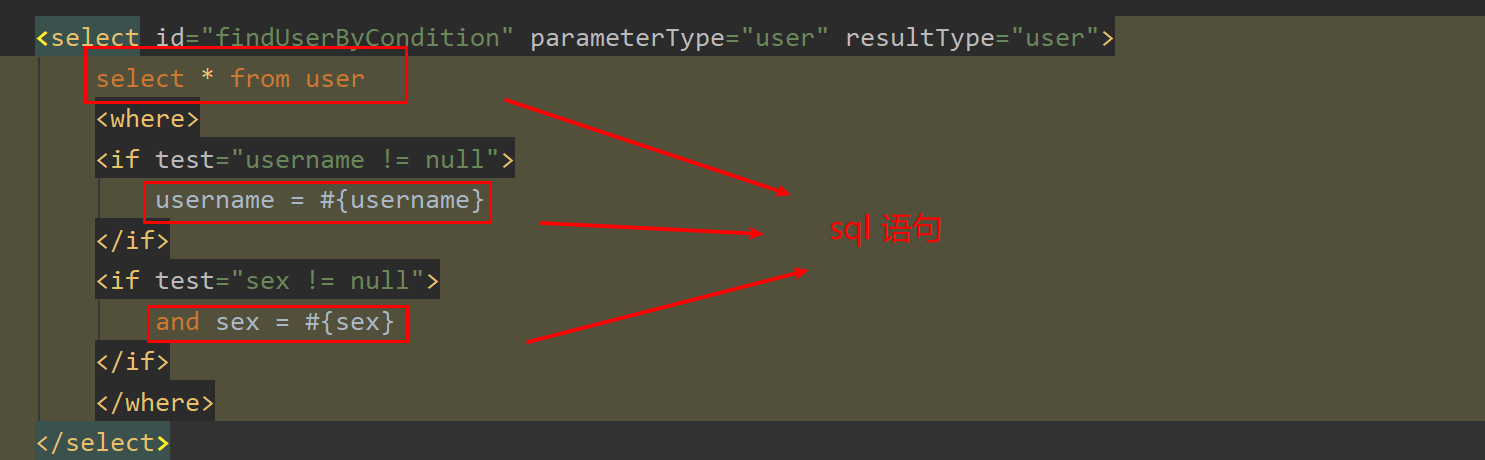 <select id="findUserByCondition" parameterType="user" resultType="user">
select * from user
<where>
<if test="username != null">
username = #{username}
</if>
<if test="sex != null">
and sex = #{sex}
</if>
</where>
</select>
sql 语句